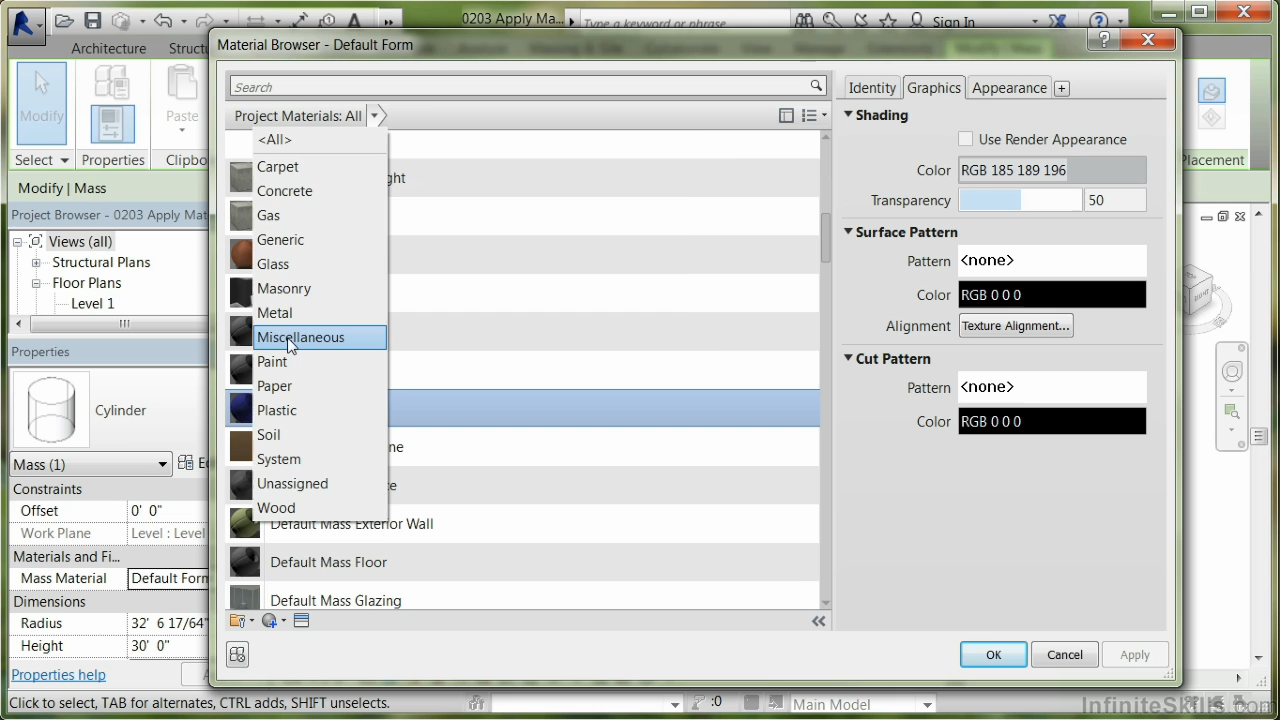 0203 Apply Ma...
Type a keyword or phrase
Sign In
Architecture
Modify
Paste
Select
Properties
Placement
Modify | Mass
Project Browser - 0203 Apply Mat
Views (all)
Structural Plans
Floor Plans
Level 1
Properties
Cylinder
Mass (1)
Constraints
Offset 0' 0"
Work Plane Level : Level
Materials and Fi...
Mass Material Default Form
Dimensions
Radius 32' 6 17/64"
Height 30' 0"
Properties help
Click to select, TAB for alternates, CTRL adds, SHIFT unselects.
:0
Main Model
Material Browser - Default Form
Search
Project Materials: All
<All>
Carpet
Concrete
Gas
Generic
Glass
Masonry
Metal
Miscellaneous
Paint
Paper
Plastic
Soil
System
Unassigned
Wood
Default Mass Exterior Wall
Default Mass Floor
Default Mass Glazing
Identity Graphics Appearance
Shading
Use Render Appearance
Color RGB 185 189 196
Transparency 50
Surface Pattern
Pattern <none>
Color RGB 0 0 0
Alignment Texture Alignment...
Cut Pattern
Pattern <none>
Color RGB 0 0 0
OK Cancel Apply
InfiniteSkills.com